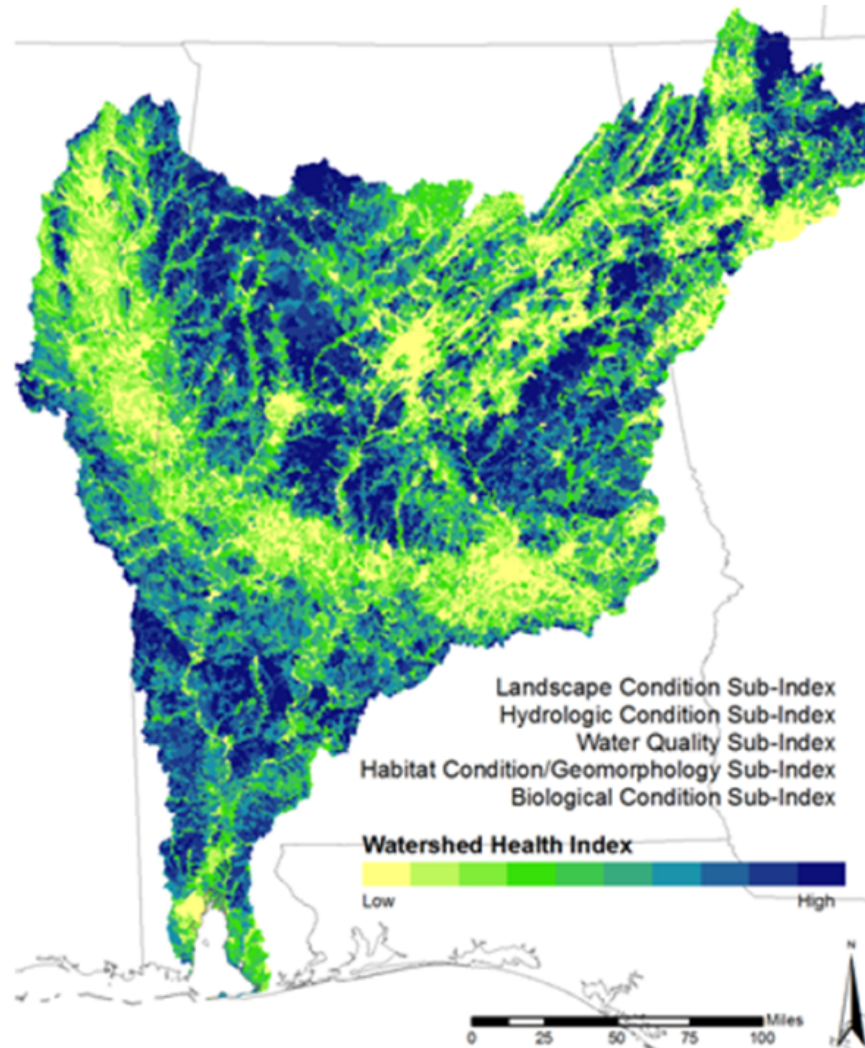 Landscape Condition Sub-Index
Hydrologic Condition Sub-Index
Water Quality Sub-Index
Habitat Condition/Geomorphology Sub-Index
Biological Condition Sub-Index
Watershed Health Index
Low High
N
Miles
0 25 50 75 100